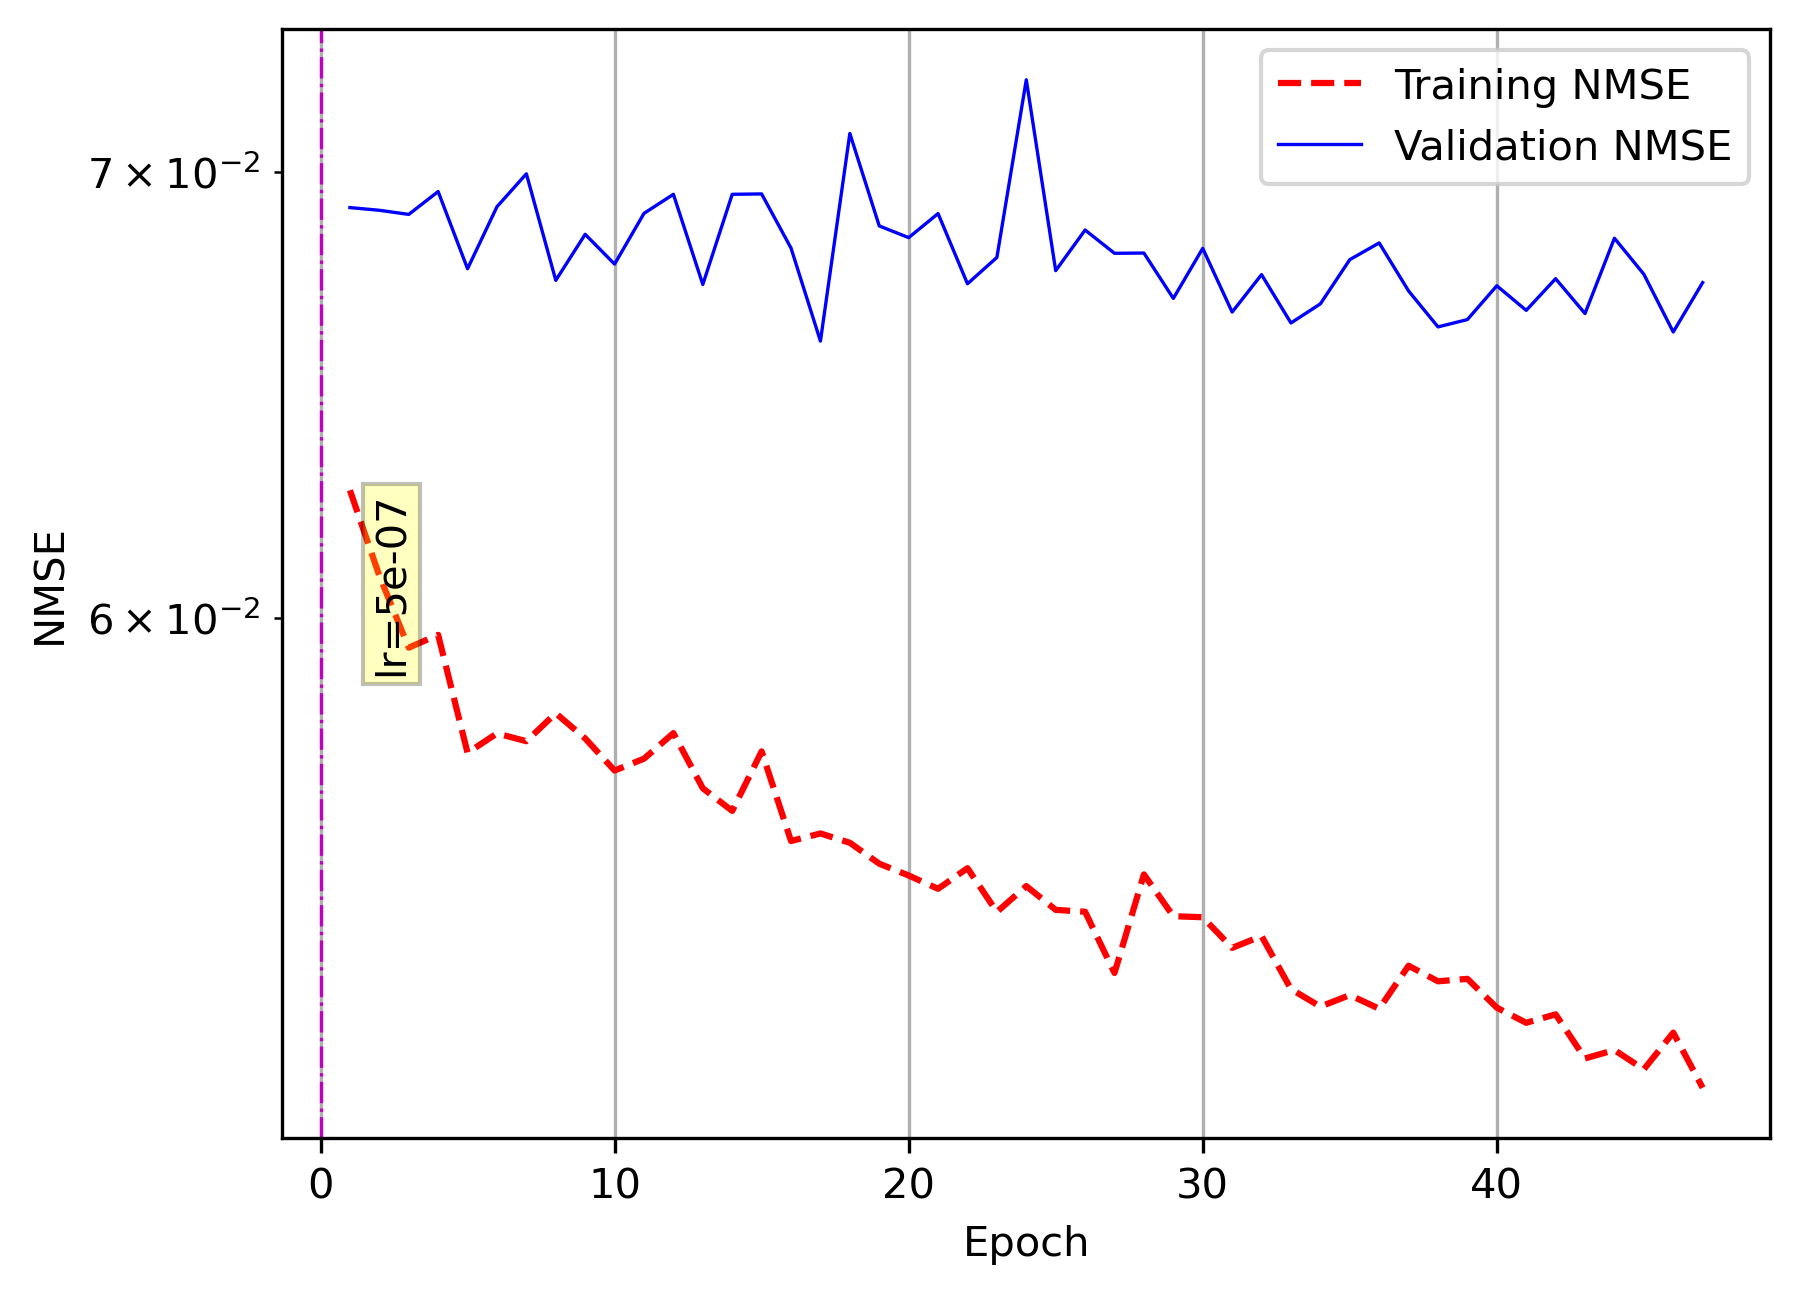 Training NMSE
Validation NMSE
7 × 10⁻²
6 × 10⁻²
NMSE
lr=5e-07
0 10 20 30 40
Epoch